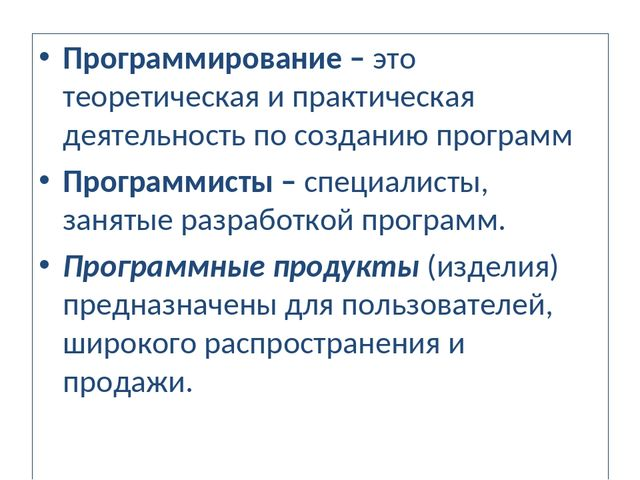 • Программирование – это
теоретическая и практическая
деятельность по созданию программ
• Программисты – специалисты,
занятые разработкой программ.
• Программные продукты (изделия)
предназначены для пользователей,
широкого распространения и
продажи.